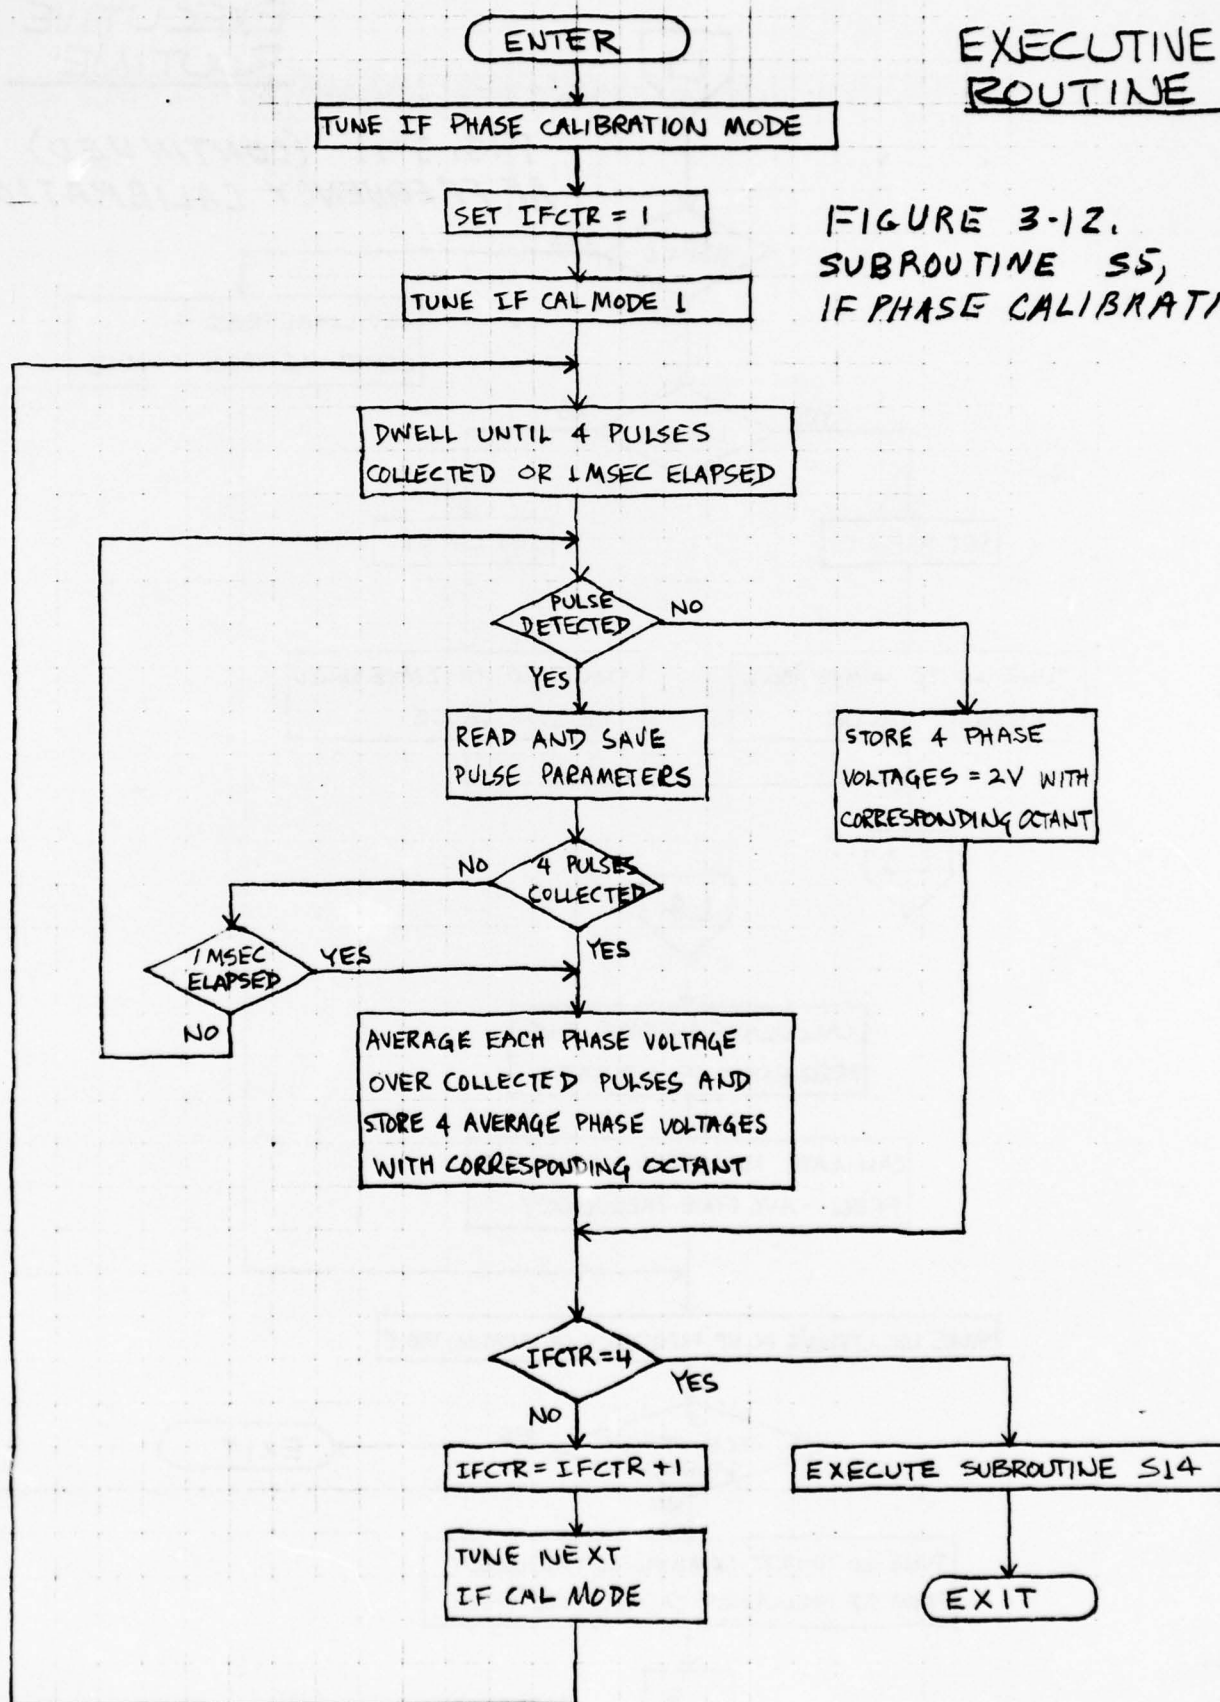 ENTER
EXECUTIVE
ROUTINE
TUNE IF PHASE CALIBRATION MODE
SET IFCTR = 1
FIGURE 3-12.
SUBROUTINE S5,
IF PHASE CALIBRATI
TUNE IF CAL MODE 1
DWELL UNTIL 4 PULSES
COLLECTED OR 1 MSEC ELAPSED
PULSE
DETECTED
NO
YES
READ AND SAVE
PULSE PARAMETERS
STORE 4 PHASE
VOLTAGES = 2V WITH
CORRESPONDING OCTANT
4 PULSES
COLLECTED
NO
YES
1 MSEC
ELAPSED
YES
NO
AVERAGE EACH PHASE VOLTAGE
OVER COLLECTED PULSES AND
STORE 4 AVERAGE PHASE VOLTAGES
WITH CORRESPONDING OCTANT
IFCTR=4
YES
NO
IFCTR = IFCTR +1
EXECUTE SUBROUTINE S14
TUNE NEXT
IF CAL MODE
EXIT